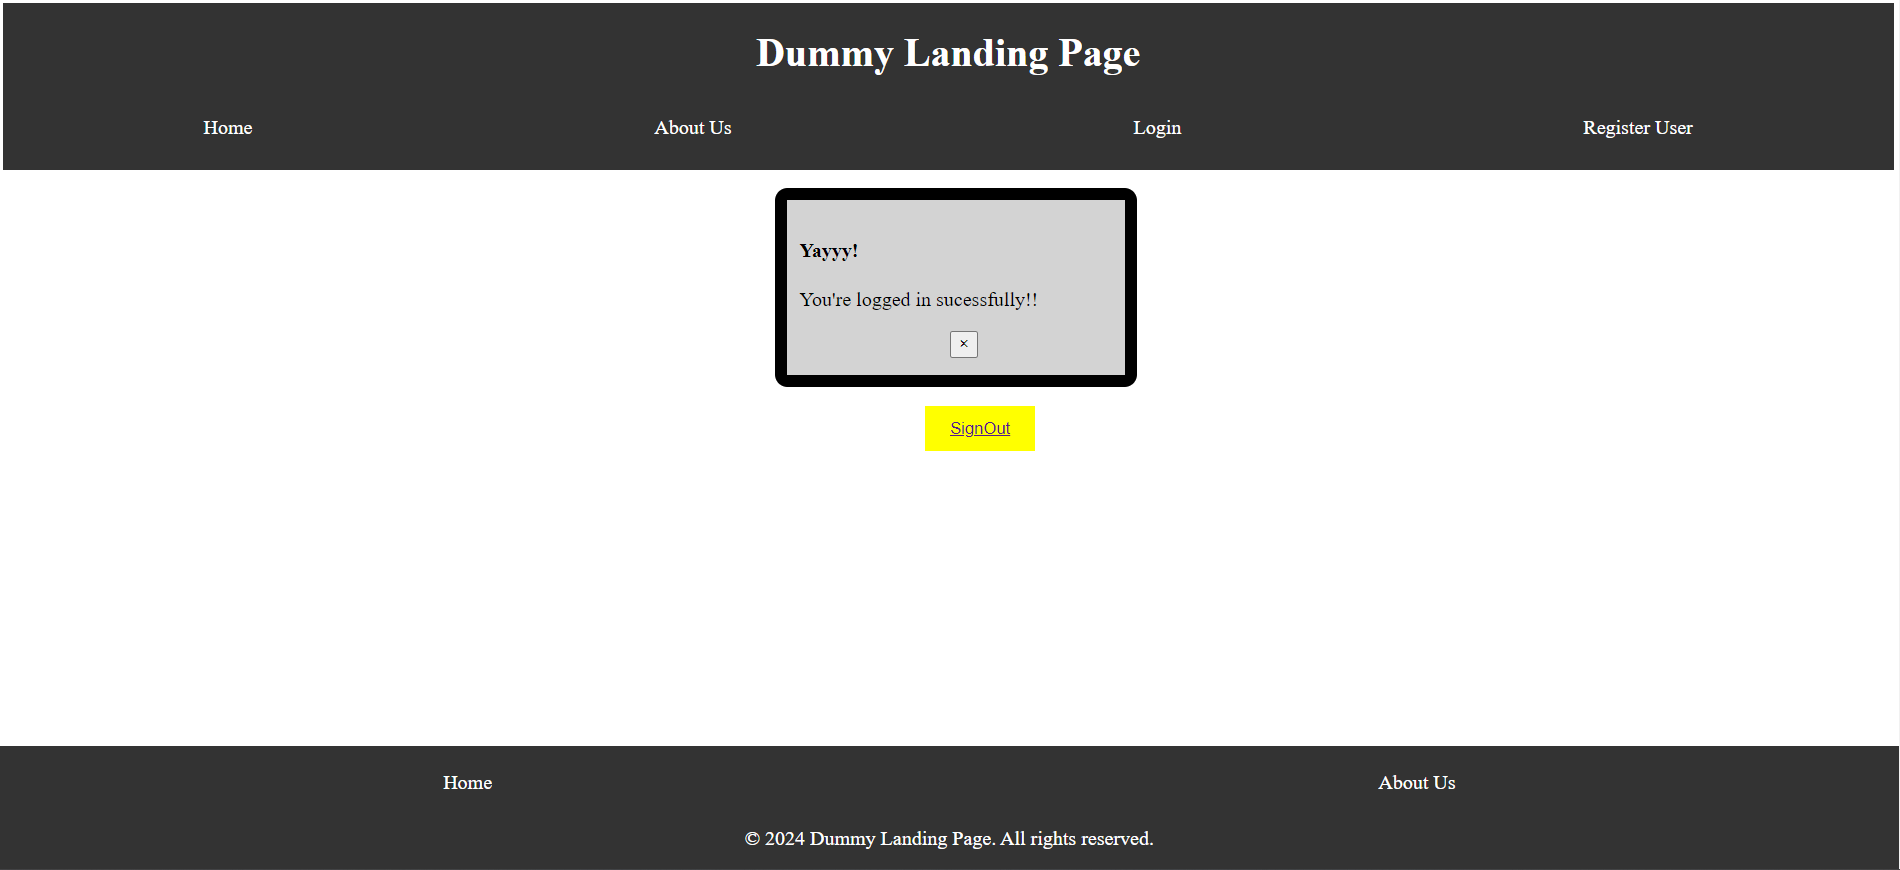 Dummy Landing Page
Home About Us Login Register User
Yayyy!
You're logged in sucessfully!!
×
SignOut
Home About Us
© 2024 Dummy Landing Page. All rights reserved.